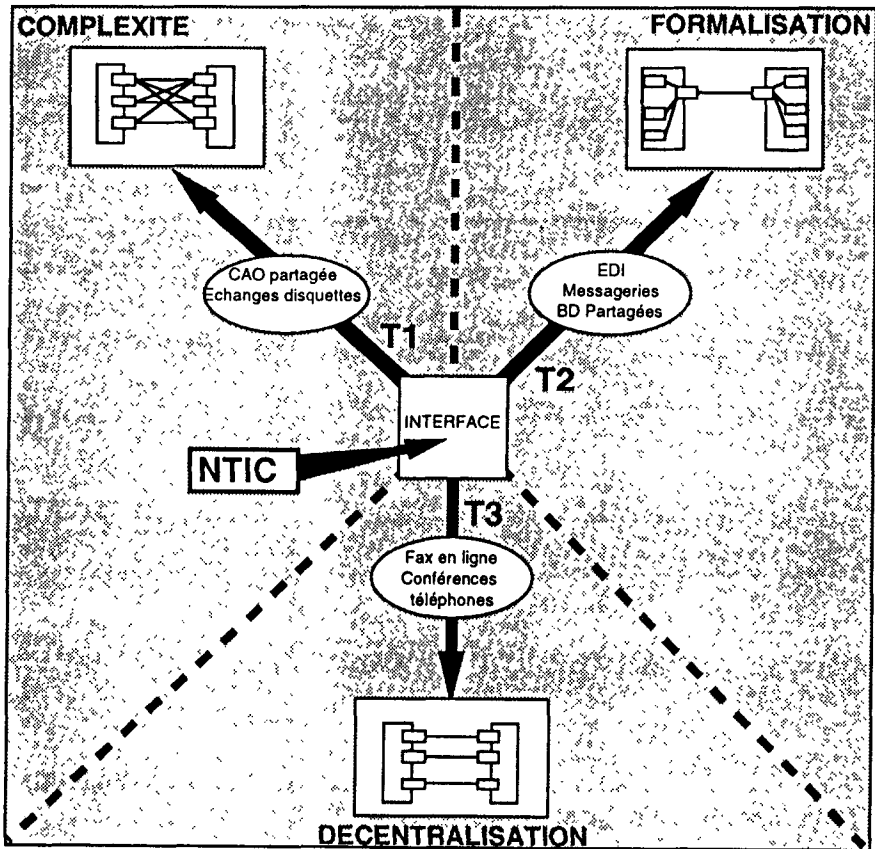 COMPLEXITE
FORMALISATION
CAO partagée
Echanges disquettes
EDI
Messageries
BD Partagées
T1
T2
INTERFACE
NTIC
T3
Fax en ligne
Conférences
téléphones
DECENTRALISATION